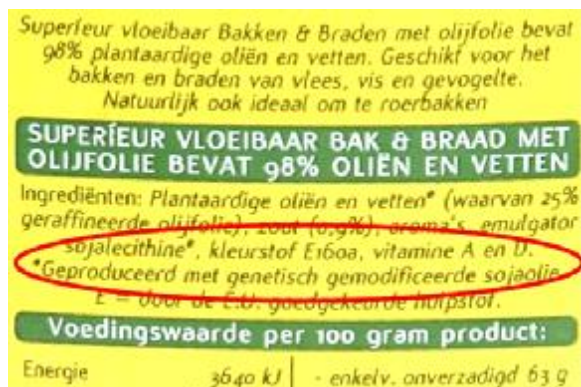 Superieur vloeibaar Bakken & Braden met olijfolie bevat
98% plantaardige oliën en vetten. Geschikt voor het
bakken en braden van vlees, vis en gevogelte.
Natuurlijk ook ideaal om te roerbakken
SUPERÍEUR VLOEIBAAR BAK & BRAAD MET
OLIJFOLIE BEVAT 98% OLIËN EN VETTEN
Ingrediënten: Plantaardige oliën en vetten* (waarvan 25%
geraffineerde olijfolie), zout (0,9%), aroma's, emulgator
sojalecithine*, kleurstof E160a, vitamine A en D.
*Geproduceerd met genetisch gemodificeerde sojaolie
E = door de E.U. goedgekeurde hulpstof.
Voedingswaarde per 100 gram product:
Energie 3640 kJ - enkelv. onverzadigd 63 g